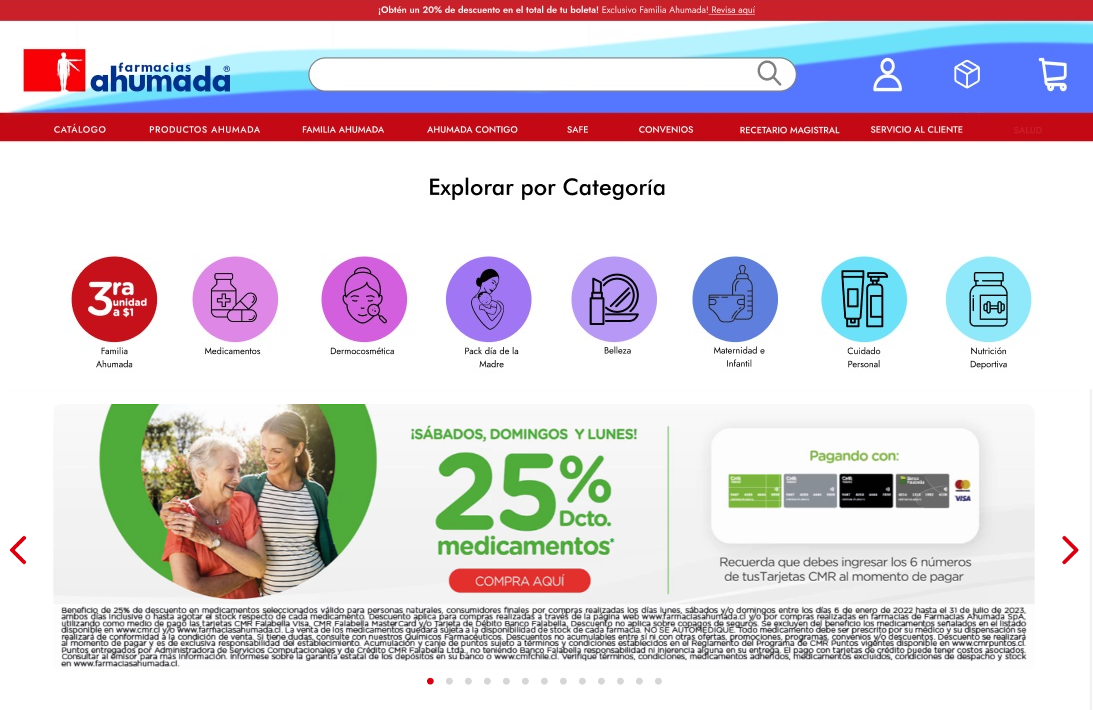 ¡Obtén un 20% de descuento en el total de tu boleta! Exclusivo Familia Ahumada! Revisa aquí
farmacias
ahumada®
CATÁLOGO PRODUCTOS AHUMADA FAMILIA AHUMADA AHUMADA CONTIGO SAFE CONVENIOS RECETARIO MAGISTRAL SERVICIO AL CLIENTE SALUD
Explorar por Categoría
3ra
unidad
a $1
Familia
Ahumada
Medicamentos
Dermocosmética
Pack día de la
Madre
Belleza
Maternidad e
Infantil
Cuidado
Personal
Nutrición
Deportiva
¡SÁBADOS, DOMINGOS Y LUNES!
25%
Dcto.
medicamentos*
COMPRA AQUÍ
Pagando con:
VISA
Recuerda que debes ingresar los 6 números
de tusTarjetas CMR al momento de pagar
Beneficio de 25% de descuento en medicamentos seleccionados válido para personas naturales, consumidores finales por compras realizadas los días lunes, sábados y/o domingos entre los días 6 de enero de 2022 hasta el 31 de julio de 2023,
ambos días inclusive o hasta agotar el stock respecto de cada medicamento. Descuento aplica para compras realizadas a través de la página web www.farmaciasahumada.cl y/o por compras realizadas en farmacias de Farmacias Ahumada SpA,
utilizando como medio de pago las tarjetas CMR Falabella Visa, CMR Falabella MasterCard y/o Tarjeta de Débito Banco Falabella. Descuento no aplica sobre copagos de seguros. Se excluyen del beneficio los medicamentos señalados en el listado
disponible en www.cmr.cl y/o www.farmaciasahumada.cl. La venta de los medicamentos quedará sujeta a la disponibilidad de stock de cada farmacia. NO SE AUTOMEDIQUE. Todo medicamento debe ser prescrito por su médico y su dispensación se
realizará de conformidad a la condición de venta. Si tiene dudas, consulte con nuestros Químicos Farmacéuticos. Descuentos no acumulables entre sí ni con otras ofertas, promociones, programas, convenios y/o descuentos. Descuento se realizará
al momento de pagar y es de exclusiva responsabilidad del establecimiento. Acumulación y canje de puntos sujeto a términos y condiciones establecidos en el Reglamento del Programa de CMR Puntos vigentes disponible en www.cmrpuntos.cl.
Puntos entregados por Administradora de Servicios Computacionales y de Crédito CMR Falabella Ltda., no teniendo Banco Falabella responsabilidad ni injerencia alguna en su entrega. El pago con tarjetas de crédito puede tener costos asociados.
Consultar al emisor para más información. Infórmese sobre la garantía estatal de los depósitos en su banco o www.cmfchile.cl. Verifique términos, condiciones, medicamentos adheridos, medicamentos excluidos, condiciones de despacho y stock
en www.farmaciasahumada.cl.